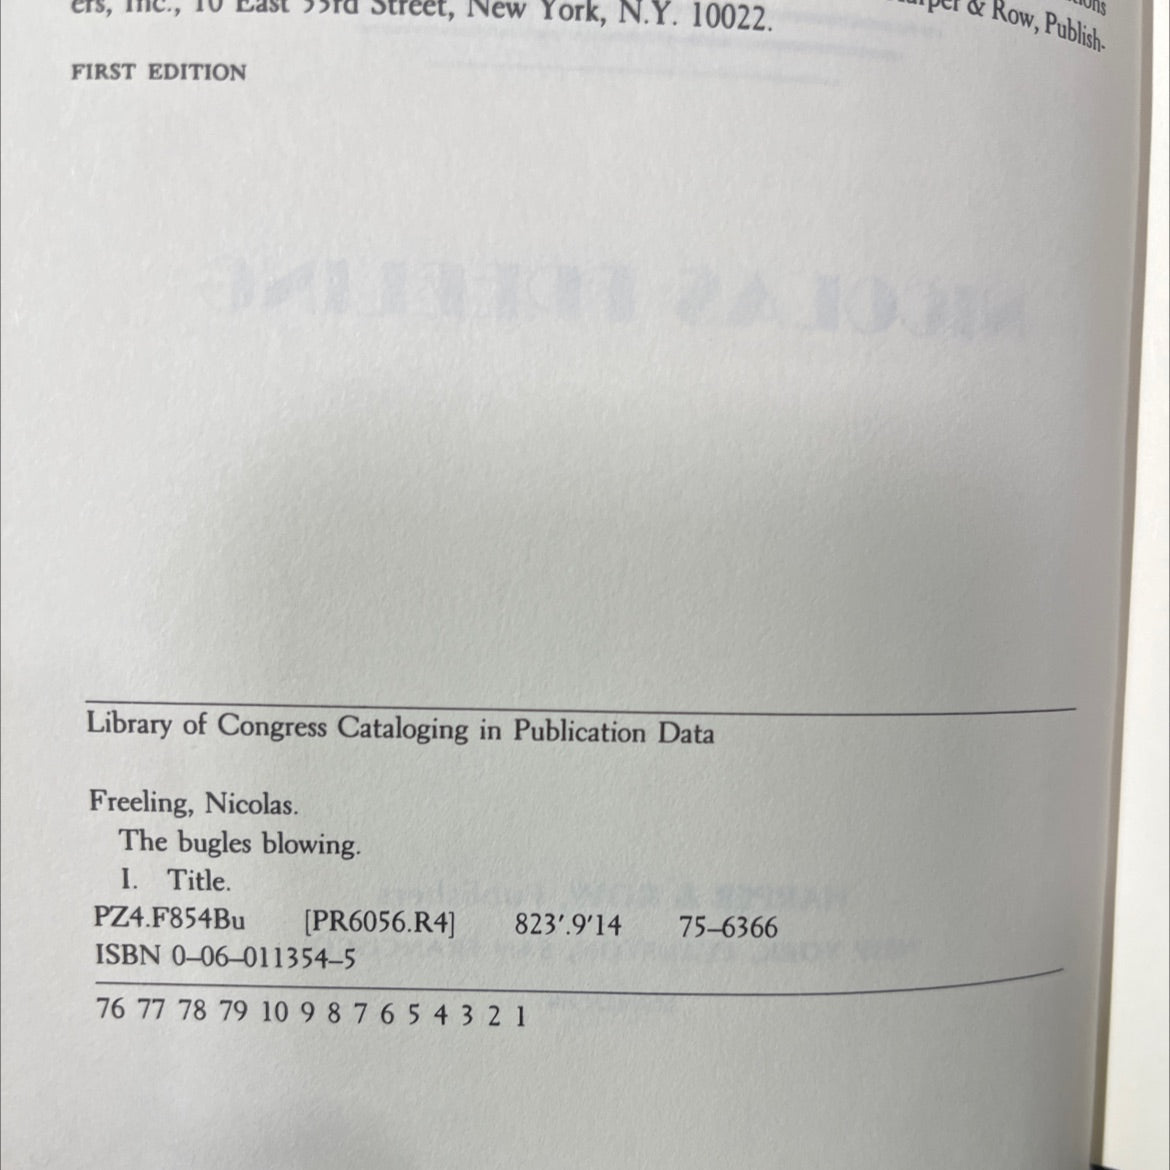 & Row, Publish-
ers, Inc., 10 East 53rd Street, New York, N.Y. 10022.
FIRST EDITION
NICOLAS FREELING
Library of Congress Cataloging in Publication Data
Freeling, Nicolas.
The bugles blowing.
I. Title.
PZ4.F854Bu [PR6056.R4] 823'.9'14 75–6366
ISBN 0–06–011354–5
76 77 78 79 10 9 8 7 6 5 4 3 2 1